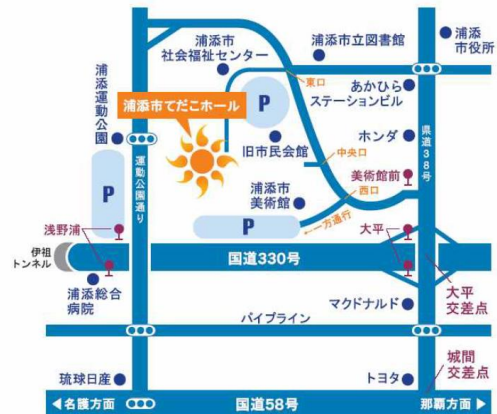 浦添市
社会福祉センター
浦添市立図書館
浦添
市役所
東口
あかひら
ステーションビル
浦添運動公園
P
浦添市てだこホール
旧市民会館
ホンダ
県道38号
運動公園通り
中央口
P
美術館前
浦添市
美術館
西口
P
←一方通行
浅野浦
大平
伊祖
トンネル
国道330号
浦添総合
病院
マクドナルド
大平
交差点
パイプライン
城間
交差点
琉球日産
トヨタ
◀名護方面
国道58号
那覇方面▶